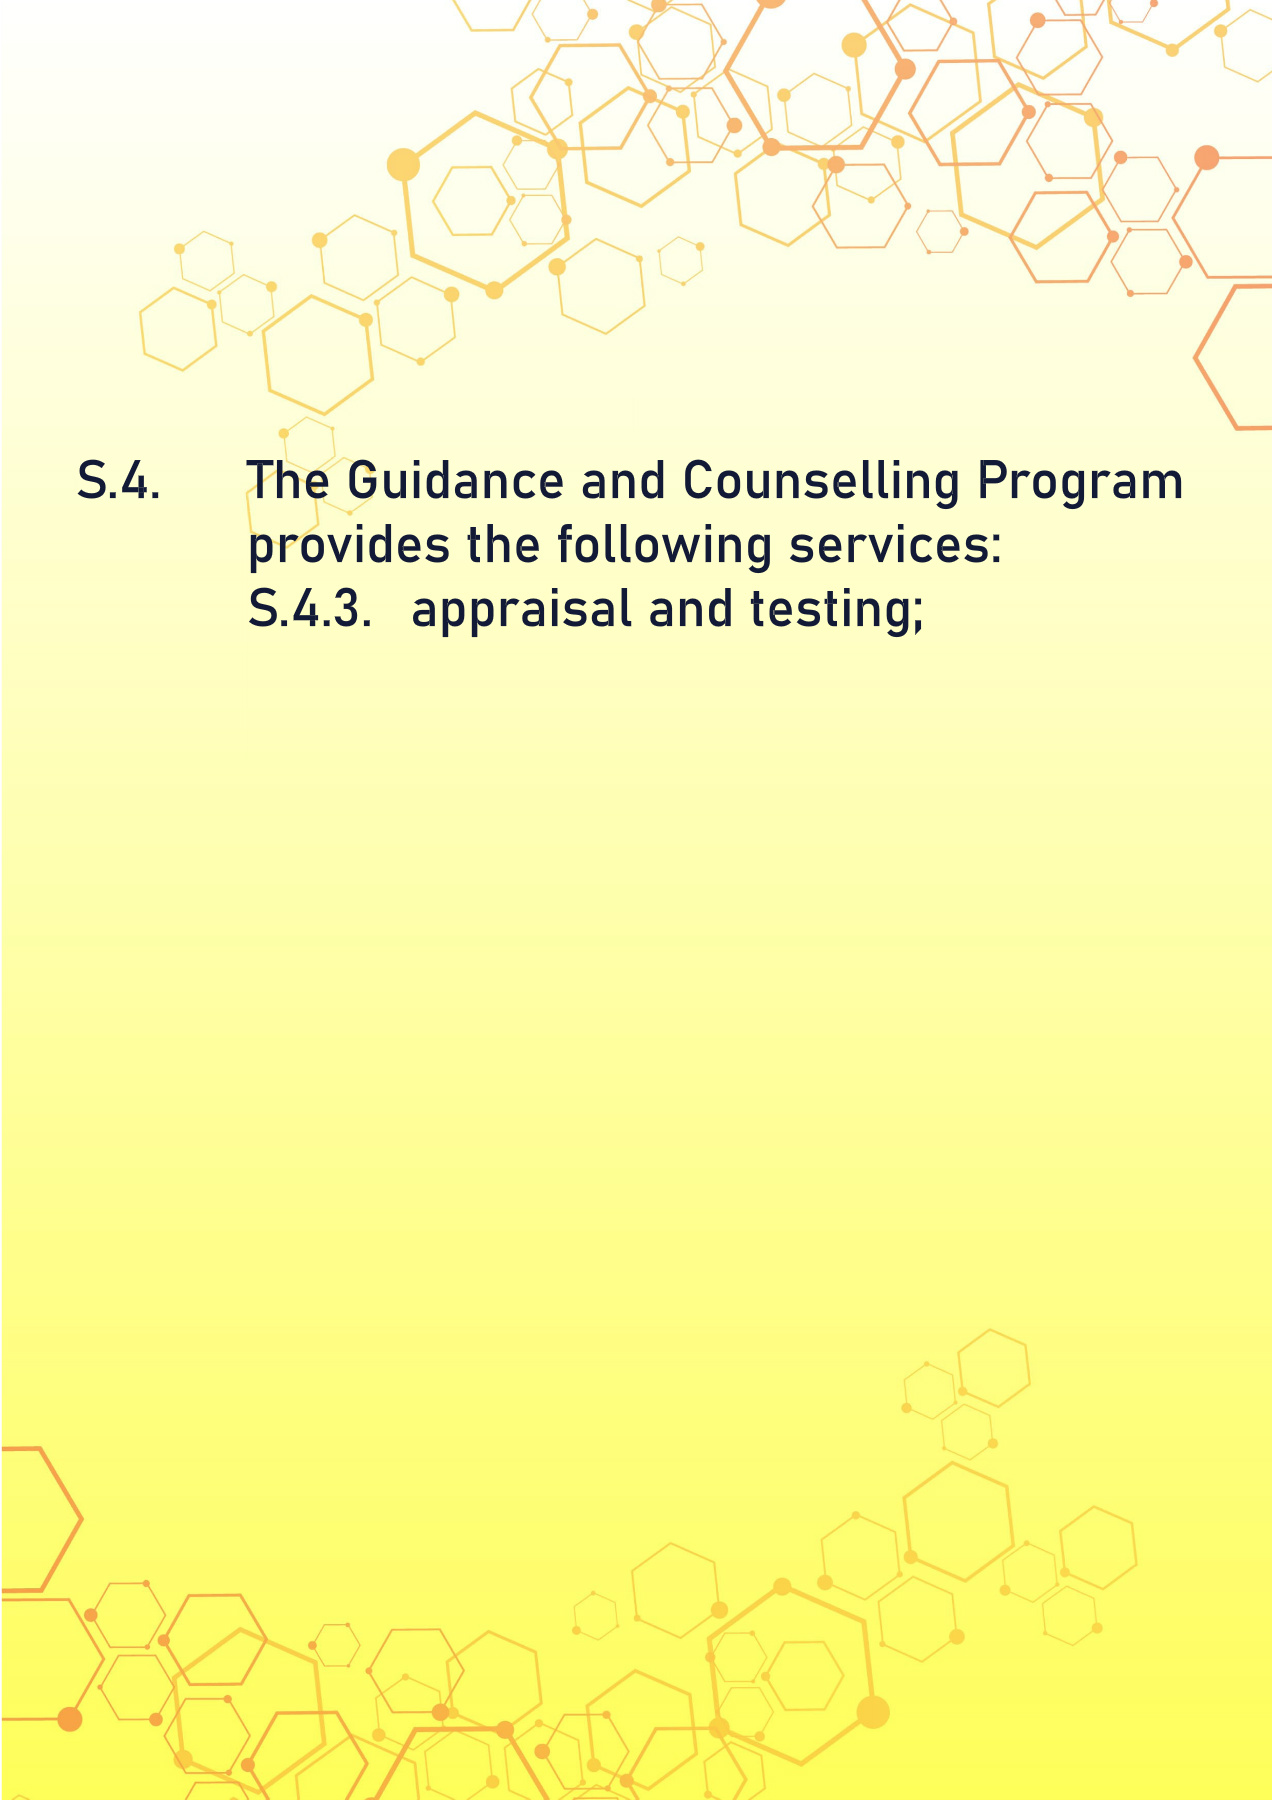 S.4. The Guidance and Counselling Program
provides the following services:
S.4.3. appraisal and testing;